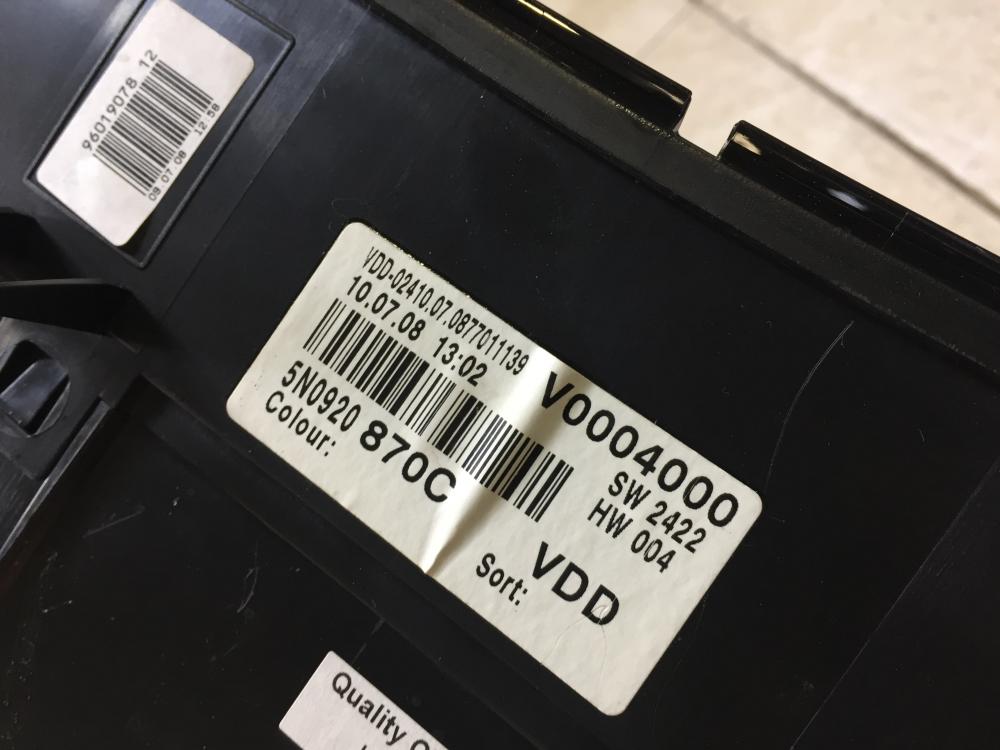 96019078 12
09 07 08 12:58
VDD-02410.07.0877011139
10.07.08 13:02
V0004000
SW 2422
HW 004
5N0920 870C
Colour:
Sort: VDD
Quality